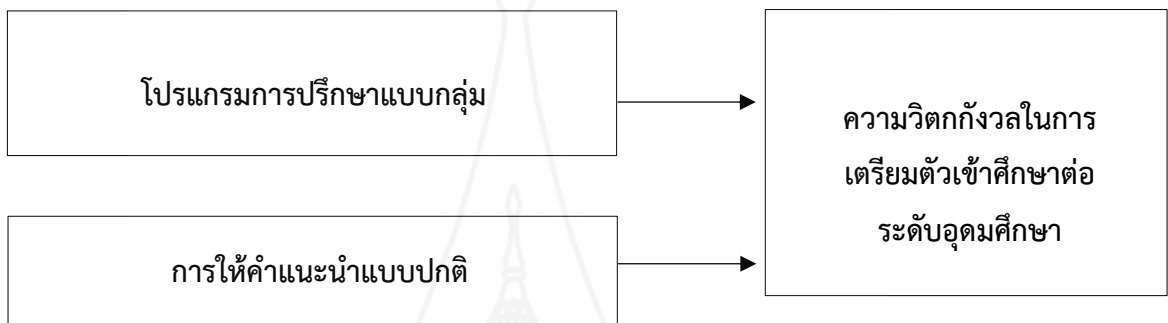 โปรแกรมการปรึกษาแบบกลุ่ม
ความวิตกกังวลในการ
เตรียมตัวเข้าศึกษาต่อ
ระดับอุดมศึกษา
การให้คำแนะนำแบบปกติ